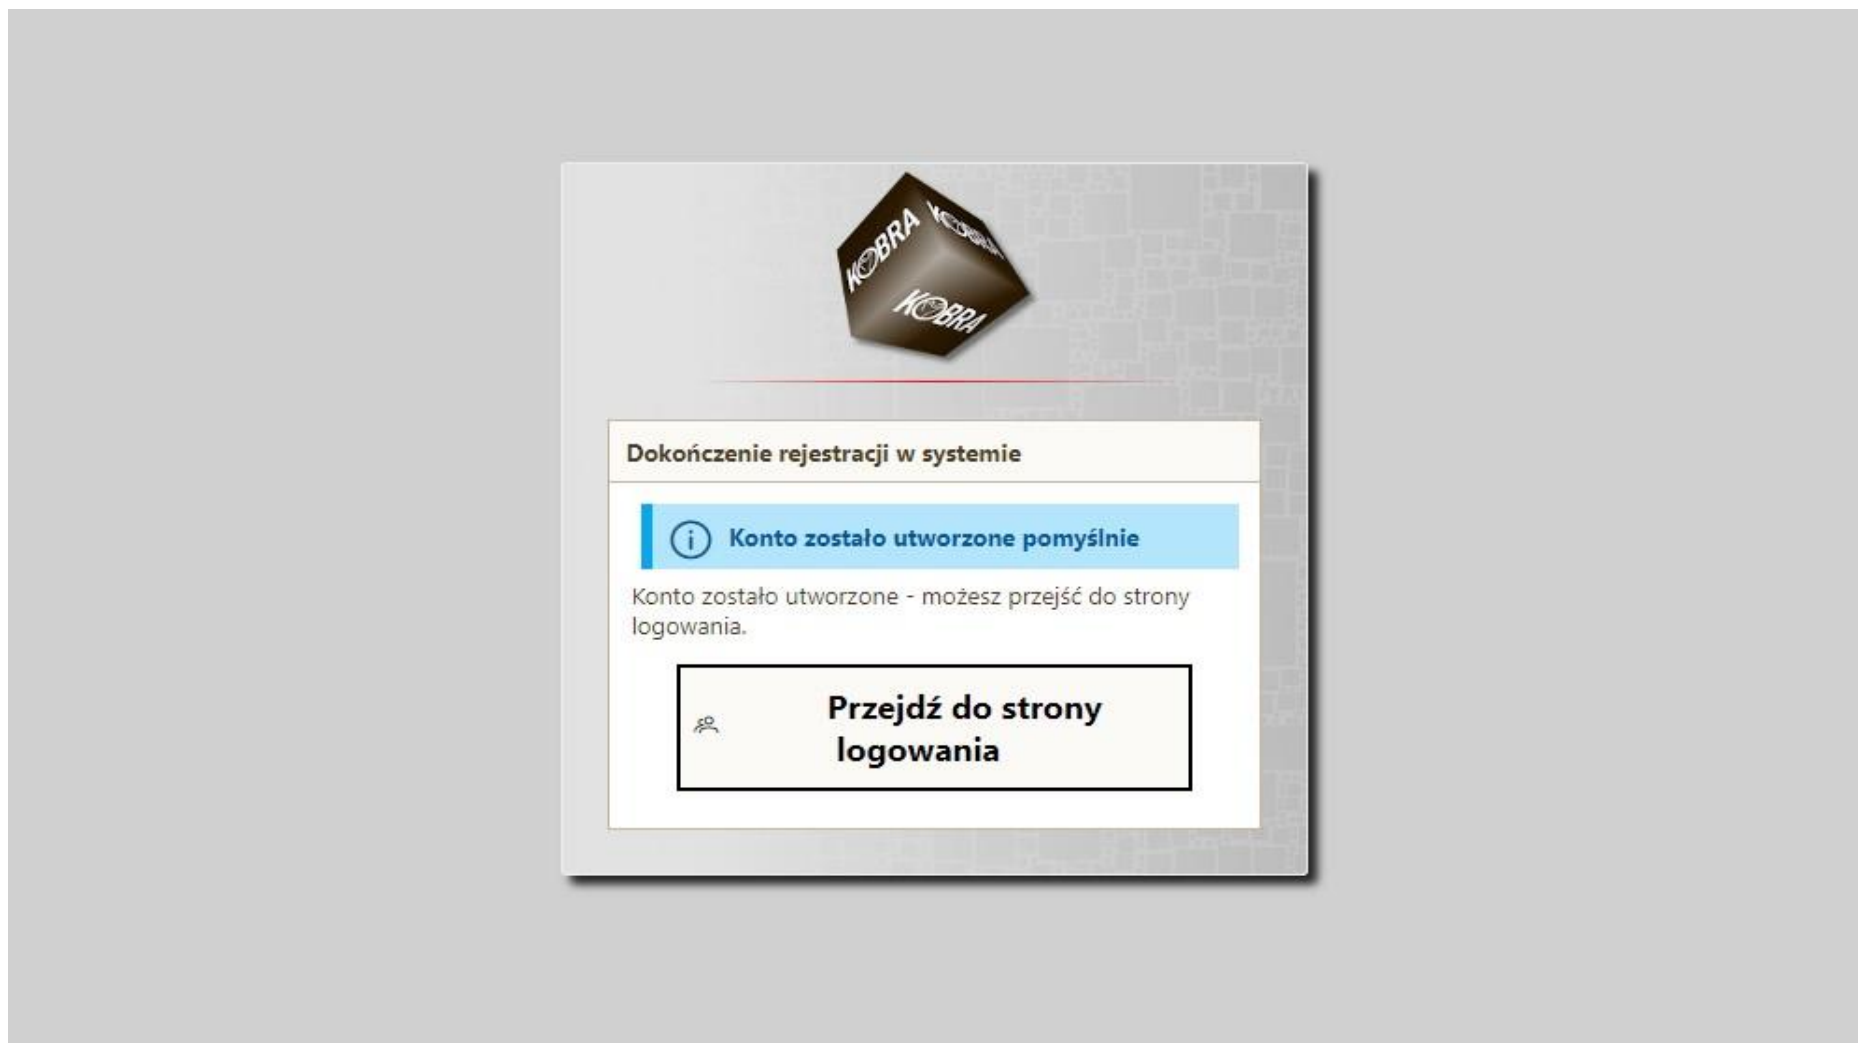 KOBRA
KOBRA
KOBRA
Dokończenie rejestracji w systemie
Konto zostało utworzone pomyślnie
Konto zostało utworzone - możesz przejść do strony
logowania.
Przejdź do strony
logowania